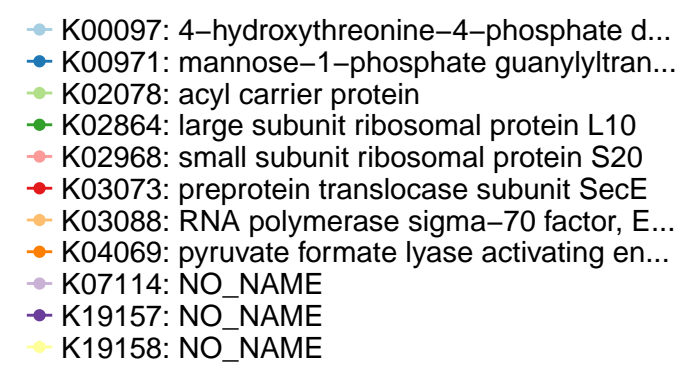 K00097: 4−hydroxythreonine−4−phosphate d...
K00971: mannose−1−phosphate guanylyltran...
K02078: acyl carrier protein
K02864: large subunit ribosomal protein L10
K02968: small subunit ribosomal protein S20
K03073: preprotein translocase subunit SecE
K03088: RNA polymerase sigma−70 factor, E...
K04069: pyruvate formate lyase activating en...
K07114: NO_NAME
K19157: NO_NAME
K19158: NO_NAME